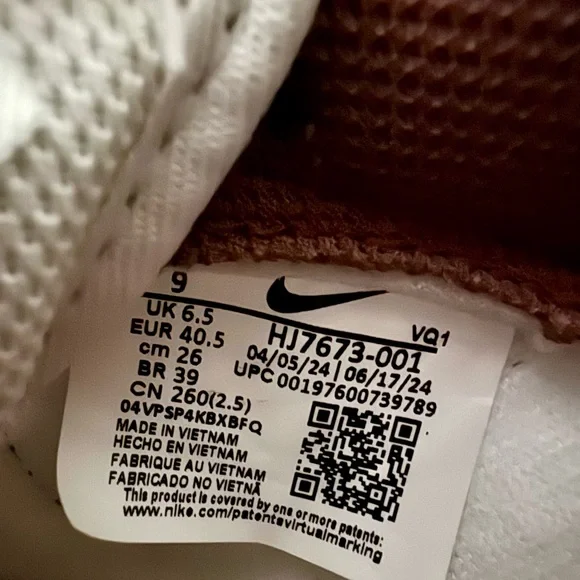 9
UK 6.5
EUR 40.5
cm 26
BR 39
CN 260(2.5)
VQ1
HJ7673-001
04/05/24 | 06/17/24
UPC 00197600739789
04VPSP4KBXBFQ
MADE IN VIETNAM
HECHO EN VIETNAM
FABRIQUE AU VIETNAM
FABRICADO NO VIETNÃ
This product is covered by one or more patents:
www.nike.com/patentsvirtualmarking